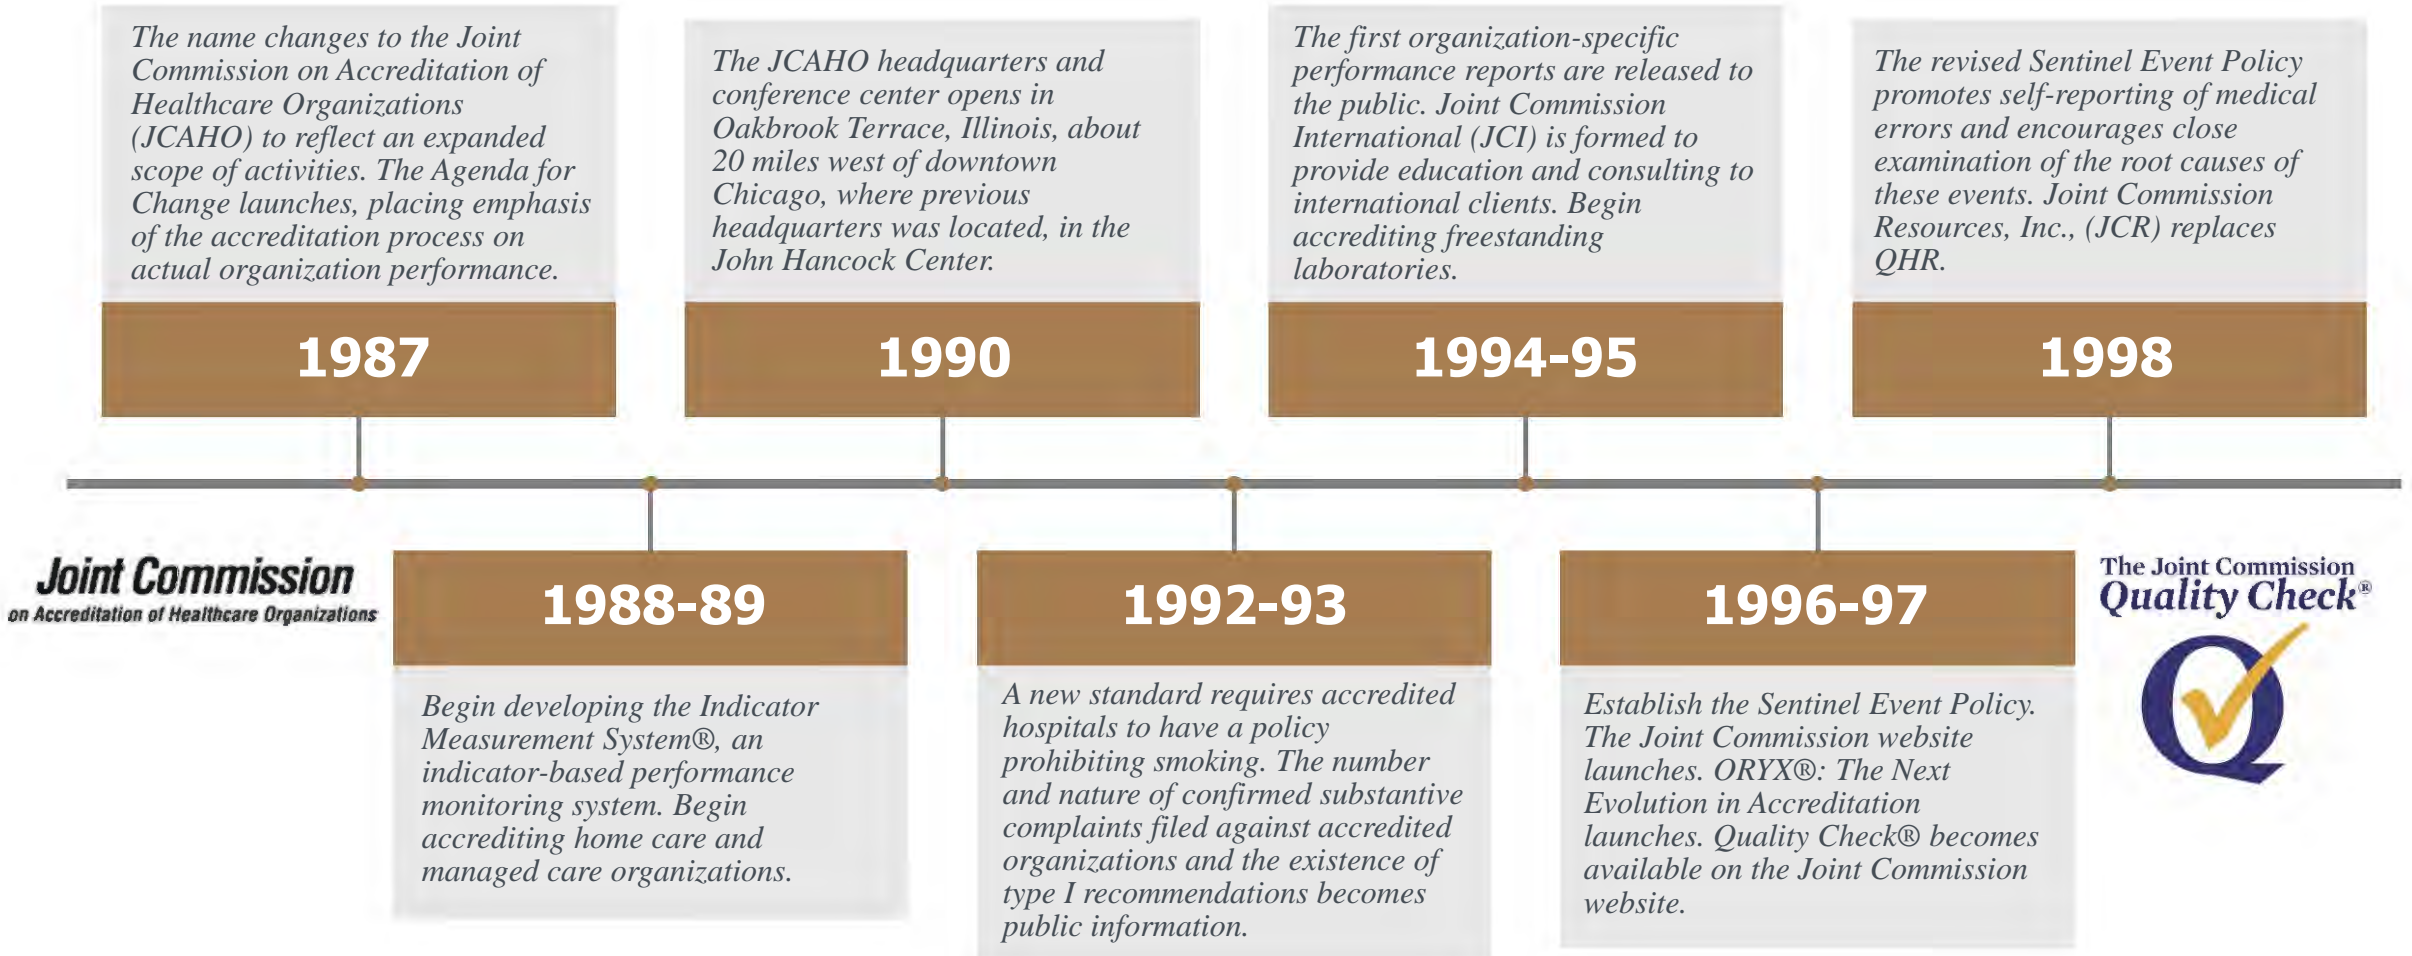 The name changes to the Joint
Commission on Accreditation of
Healthcare Organizations
(JCAHO) to reflect an expanded
scope of activities. The Agenda for
Change launches, placing emphasis
of the accreditation process on
actual organization performance.
1987
The JCAHO headquarters and
conference center opens in
Oakbrook Terrace, Illinois, about
20 miles west of downtown
Chicago, where previous
headquarters was located, in the
John Hancock Center.
1990
The first organization-specific
performance reports are released to
the public. Joint Commission
International (JCI) is formed to
provide education and consulting to
international clients. Begin
accrediting freestanding
laboratories.
1994-95
The revised Sentinel Event Policy
promotes self-reporting of medical
errors and encourages close
examination of the root causes of
these events. Joint Commission
Resources, Inc., (JCR) replaces
QHR.
1998
Joint Commission
on Accreditation of Healthcare Organizations
1988-89
Begin developing the Indicator
Measurement System®, an
indicator-based performance
monitoring system. Begin
accrediting home care and
managed care organizations.
1992-93
A new standard requires accredited
hospitals to have a policy
prohibiting smoking. The number
and nature of confirmed substantive
complaints filed against accredited
organizations and the existence of
type I recommendations becomes
public information.
1996-97
Establish the Sentinel Event Policy.
The Joint Commission website
launches. ORYX®: The Next
Evolution in Accreditation
launches. Quality Check® becomes
available on the Joint Commission
website.
The Joint Commission
Quality Check®
Q